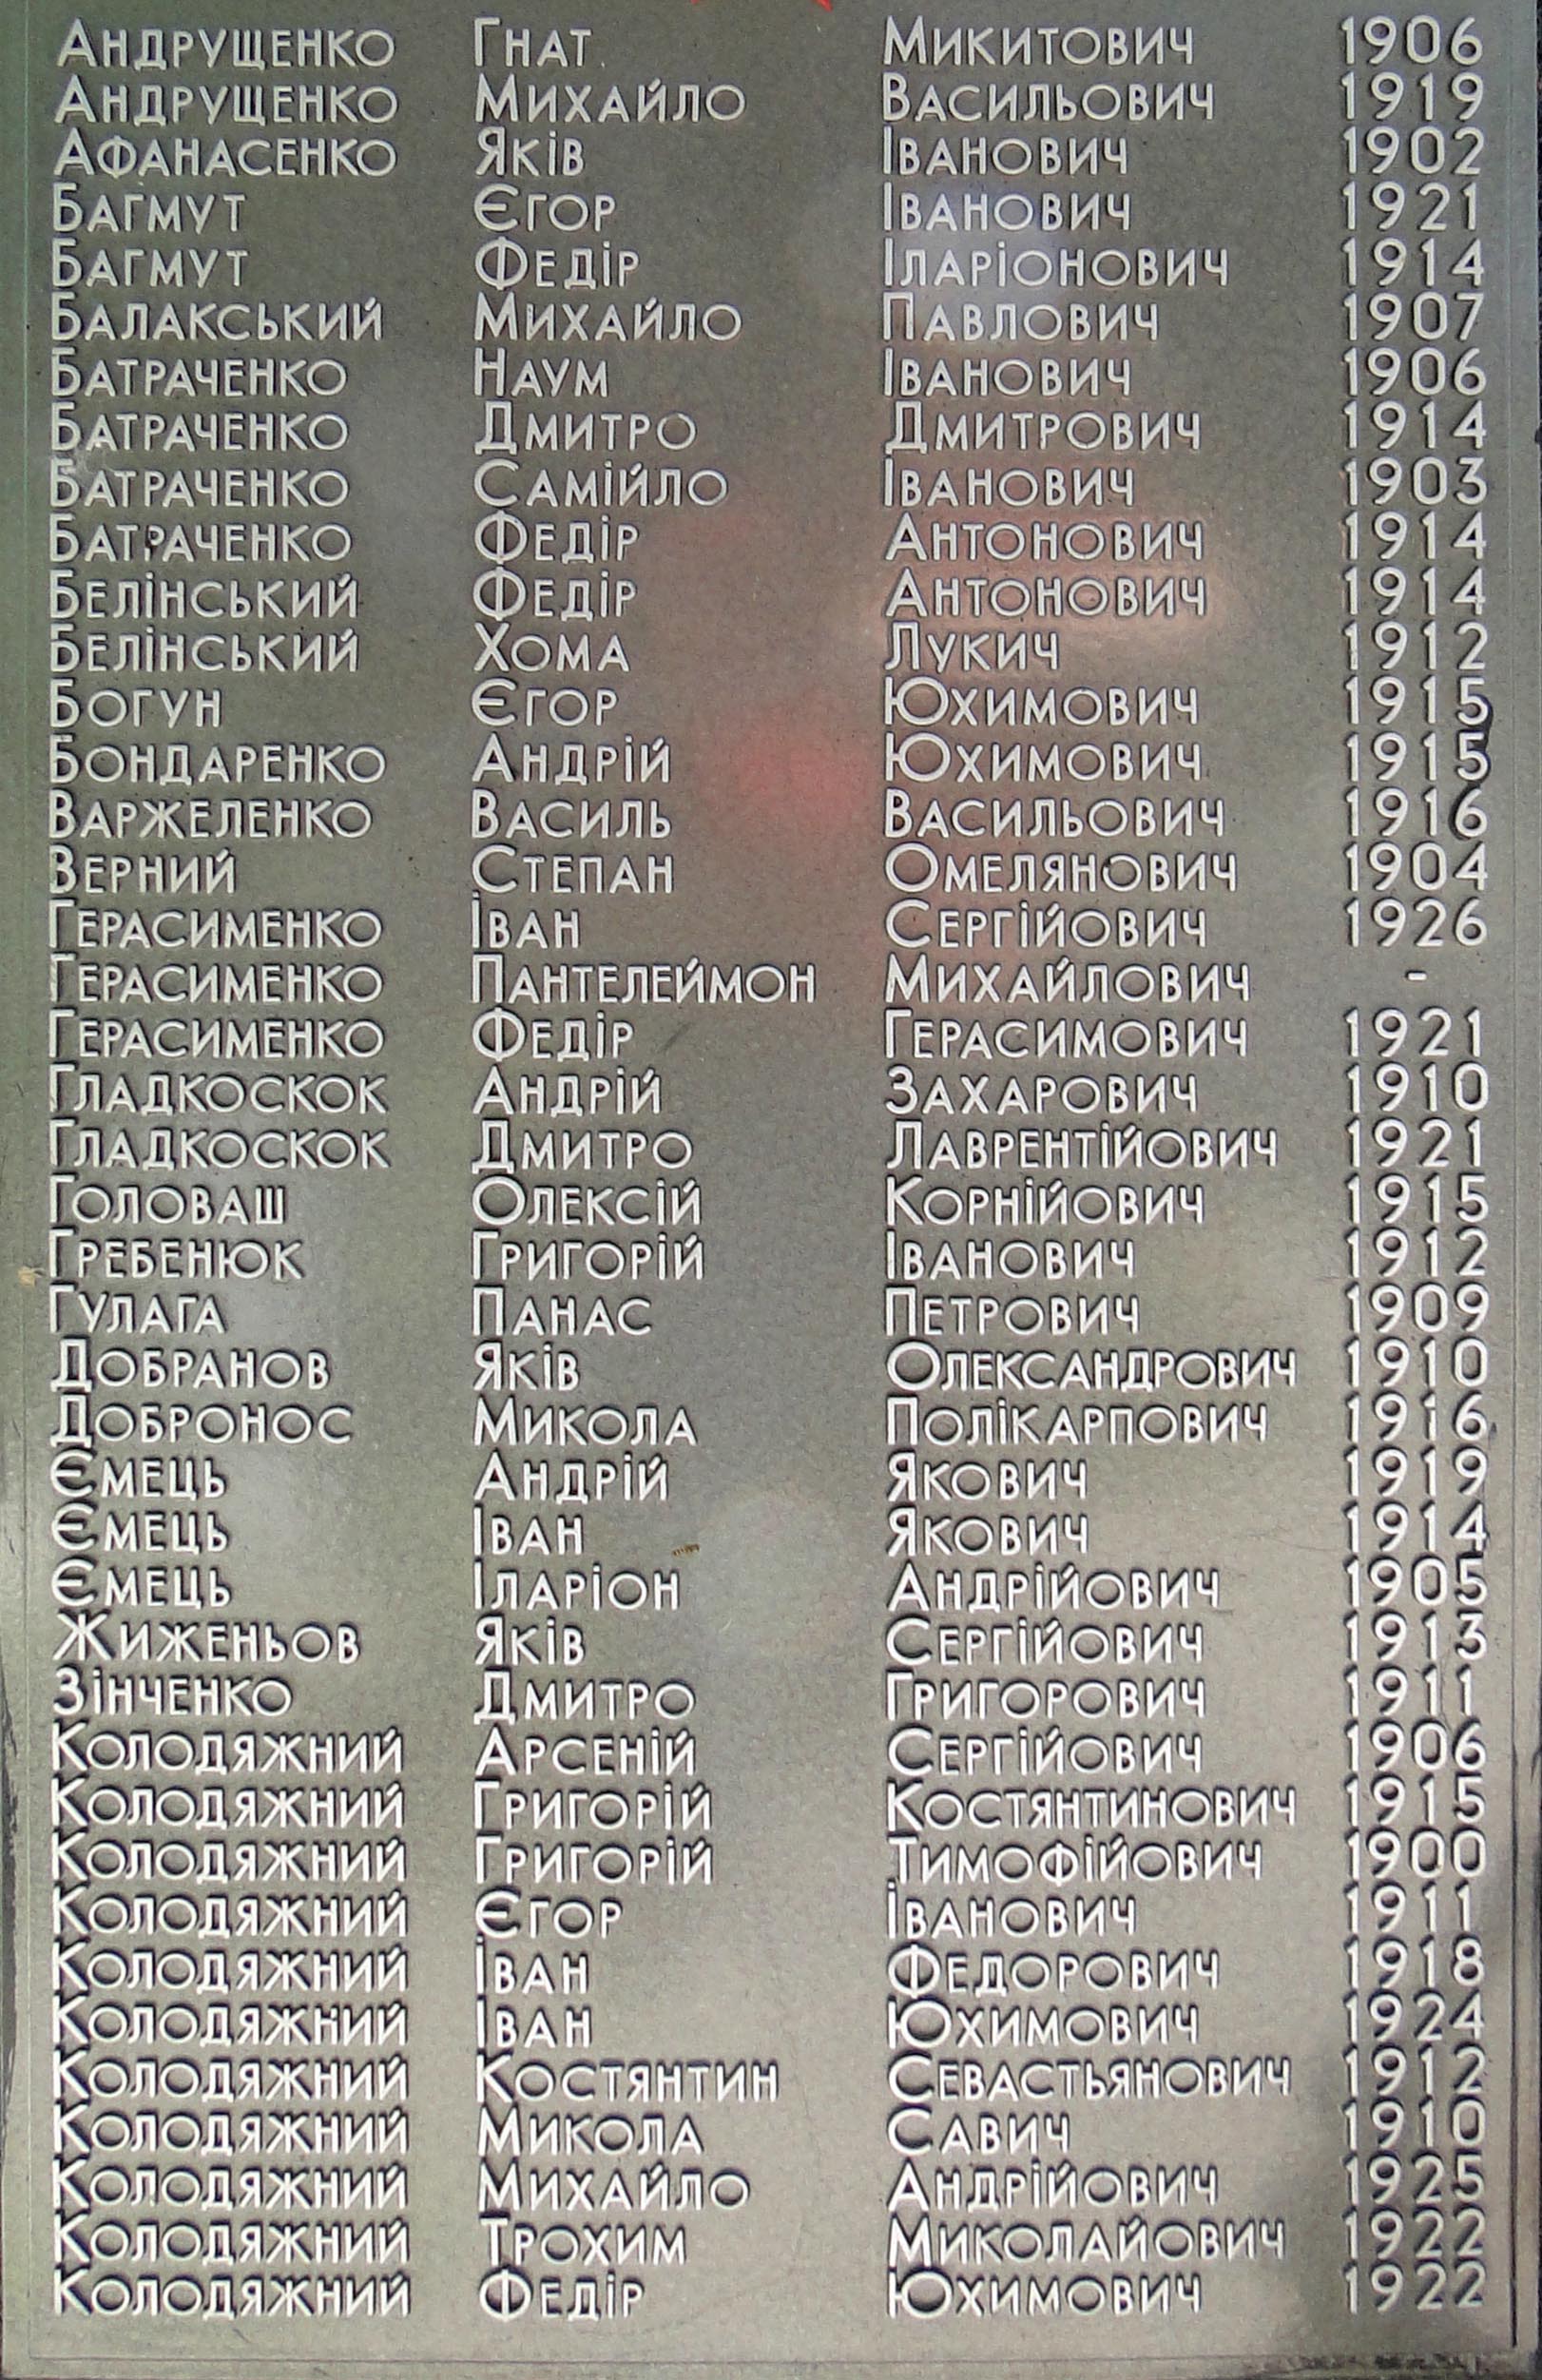 Андрущенко Гнат Микитович 1906
Андрущенко Михайло Васильович 1919
Афанасенко Яків Іванович 1902
Багмут Єгор Іванович 1921
Багмут Федір Іларіонович 1914
Балакський Михайло Павлович 1907
Батраченко Наум Іванович 1906
Батраченко Дмитро Дмитрович 1914
Батраченко Самійло Іванович 1903
Батраченко Федір Антонович 1914
Белінський Федір Антонович 1914
Белінський Хома Лукич 1912
Богун Єгор Юхимович 1915
Бондаренко Андрій Юхимович 1915
Варжеленко Василь Васильович 1916
Верний Степан Омелянович 1904
Герасименко Іван Сергійович 1926
Герасименко Пантелеймон Михайлович -
Герасименко Федір Герасимович 1921
Гладкоскок Андрій Захарович 1910
Гладкоскок Дмитро Лаврентійович 1921
Головаш Олексій Корнійович 1915
Гребенюк Григорій Іванович 1912
Гулага Панас Петрович 1909
Добранов Яків Олександрович 1910
Добронос Микола Полікарпович 1916
Ємець Андрій Якович 1919
Ємець Іван Якович 1914
Ємець Іларіон Андрійович 1905
Жиженьов Яків Сергійович 1913
Зінченко Дмитро Григорович 1911
Колодяжний Арсеній Сергійович 1906
Колодяжний Григорій Костянтинович 1915
Колодяжний Григорій Тимофійович 1900
Колодяжний Єгор Іванович 1911
Колодяжний Іван Федорович 1918
Колодяжний Іван Юхимович 1924
Колодяжний Костянтин Севастьянович 1912
Колодяжний Микола Савич 1910
Колодяжний Михайло Андрійович 1925
Колодяжний Трохим Миколайович 1922
Колодяжний Федір Юхимович 1922